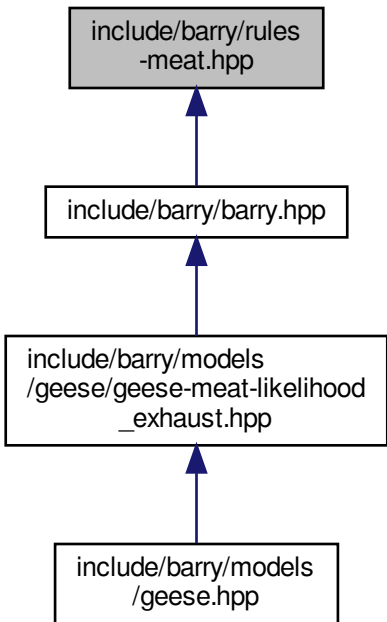 include/barry/rules
-meat.hpp
include/barry/barry.hpp
include/barry/models
/geese/geese-meat-likelihood
_exhaust.hpp
include/barry/models
/geese.hpp